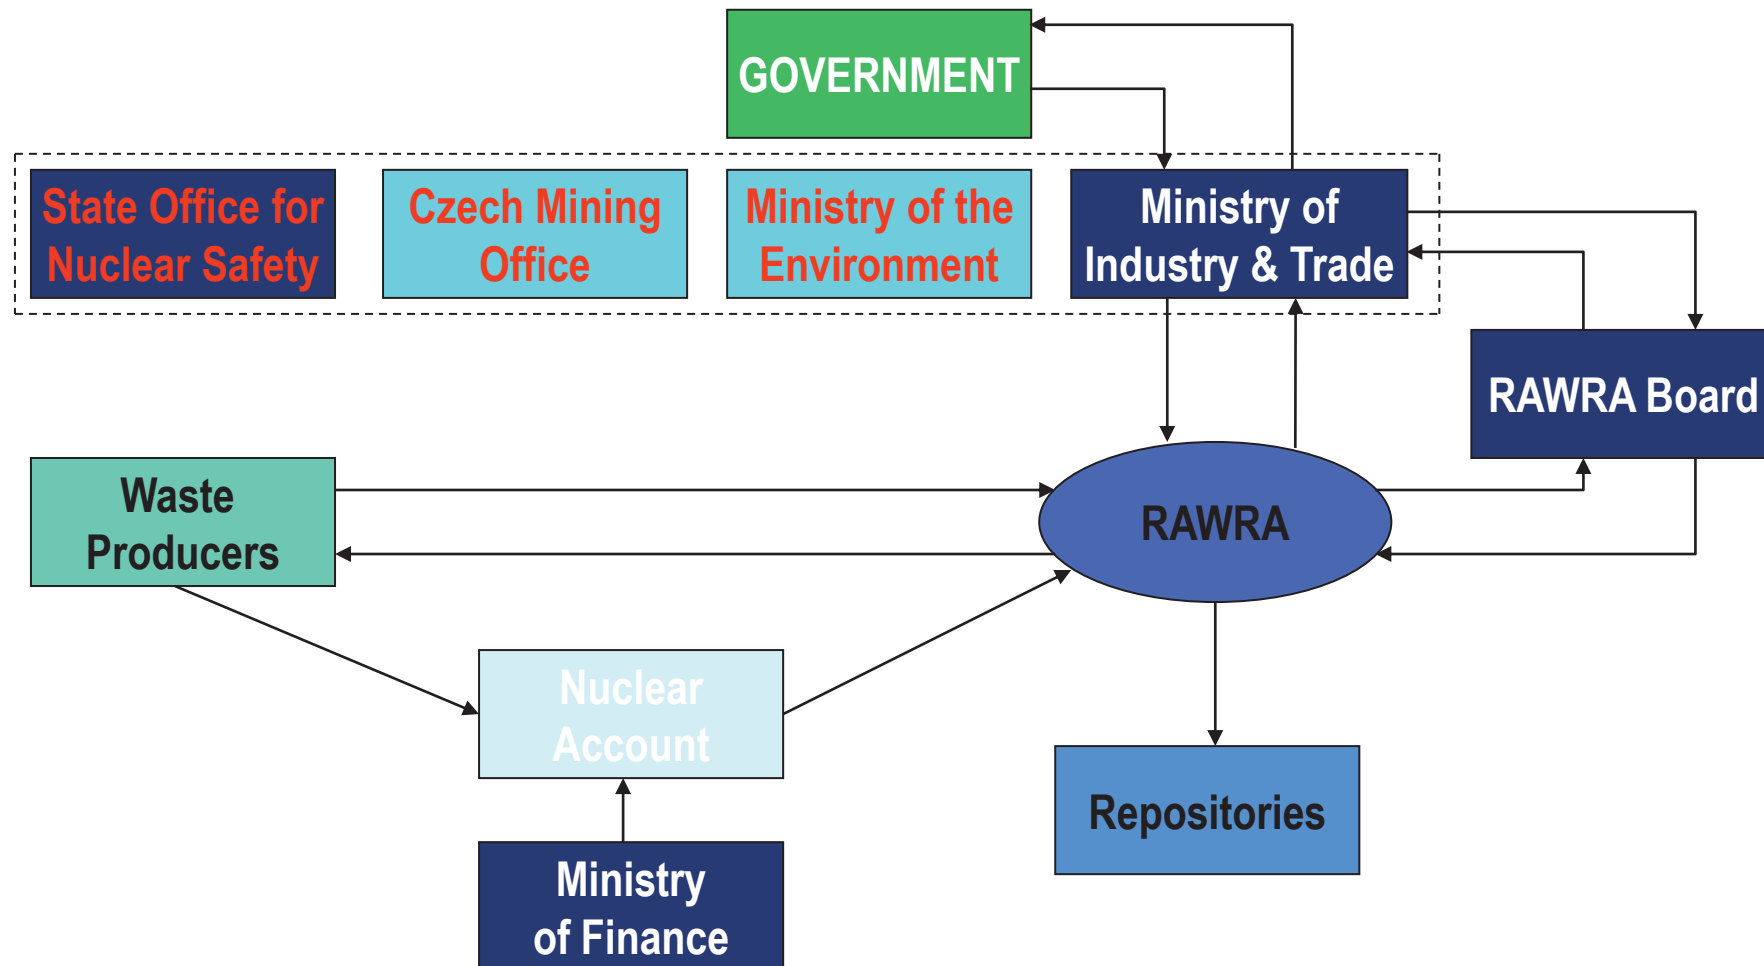 GOVERNMENT
State Office for
Nuclear Safety
Czech Mining
Office
Ministry of the
Environment
Ministry of
Industry & Trade
RAWRA Board
Waste
Producers
RAWRA
Nuclear
Account
Repositories
Ministry
of Finance